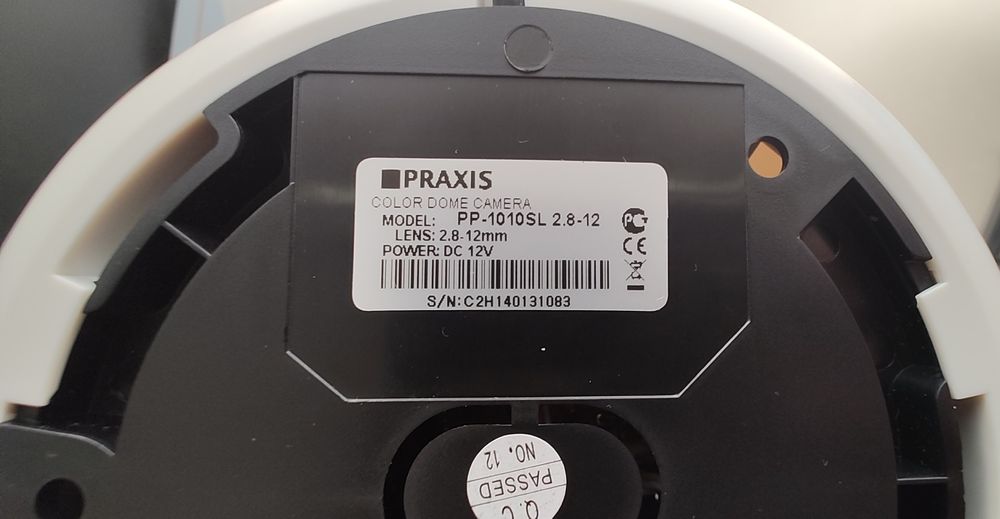 PRAXIS
COLOR DOME CAMERA
MODEL: PP-1010SL 2.8-12
LENS: 2.8-12mm
POWER: DC 12V
S/N:C2H140131083
CE
Q.C
PASSED
NO. 12